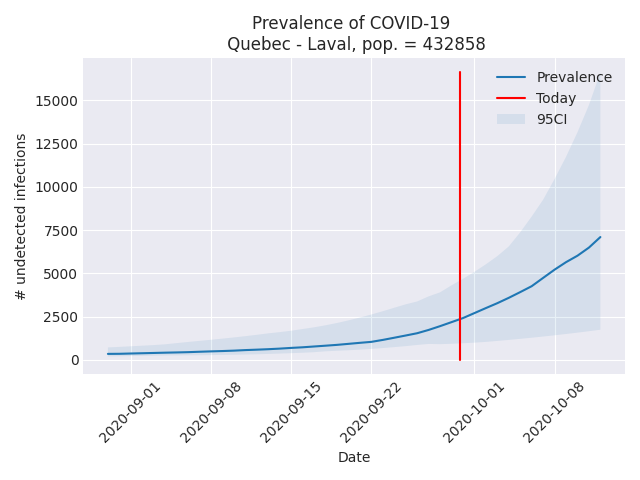 Prevalence of COVID-19
Quebec - Laval, pop. = 432858
Prevalence
Today
95CI
15000
12500
10000
7500
5000
2500
0
# undetected infections
2020-09-01
2020-09-08
2020-09-15
2020-09-22
2020-10-01
2020-10-08
Date